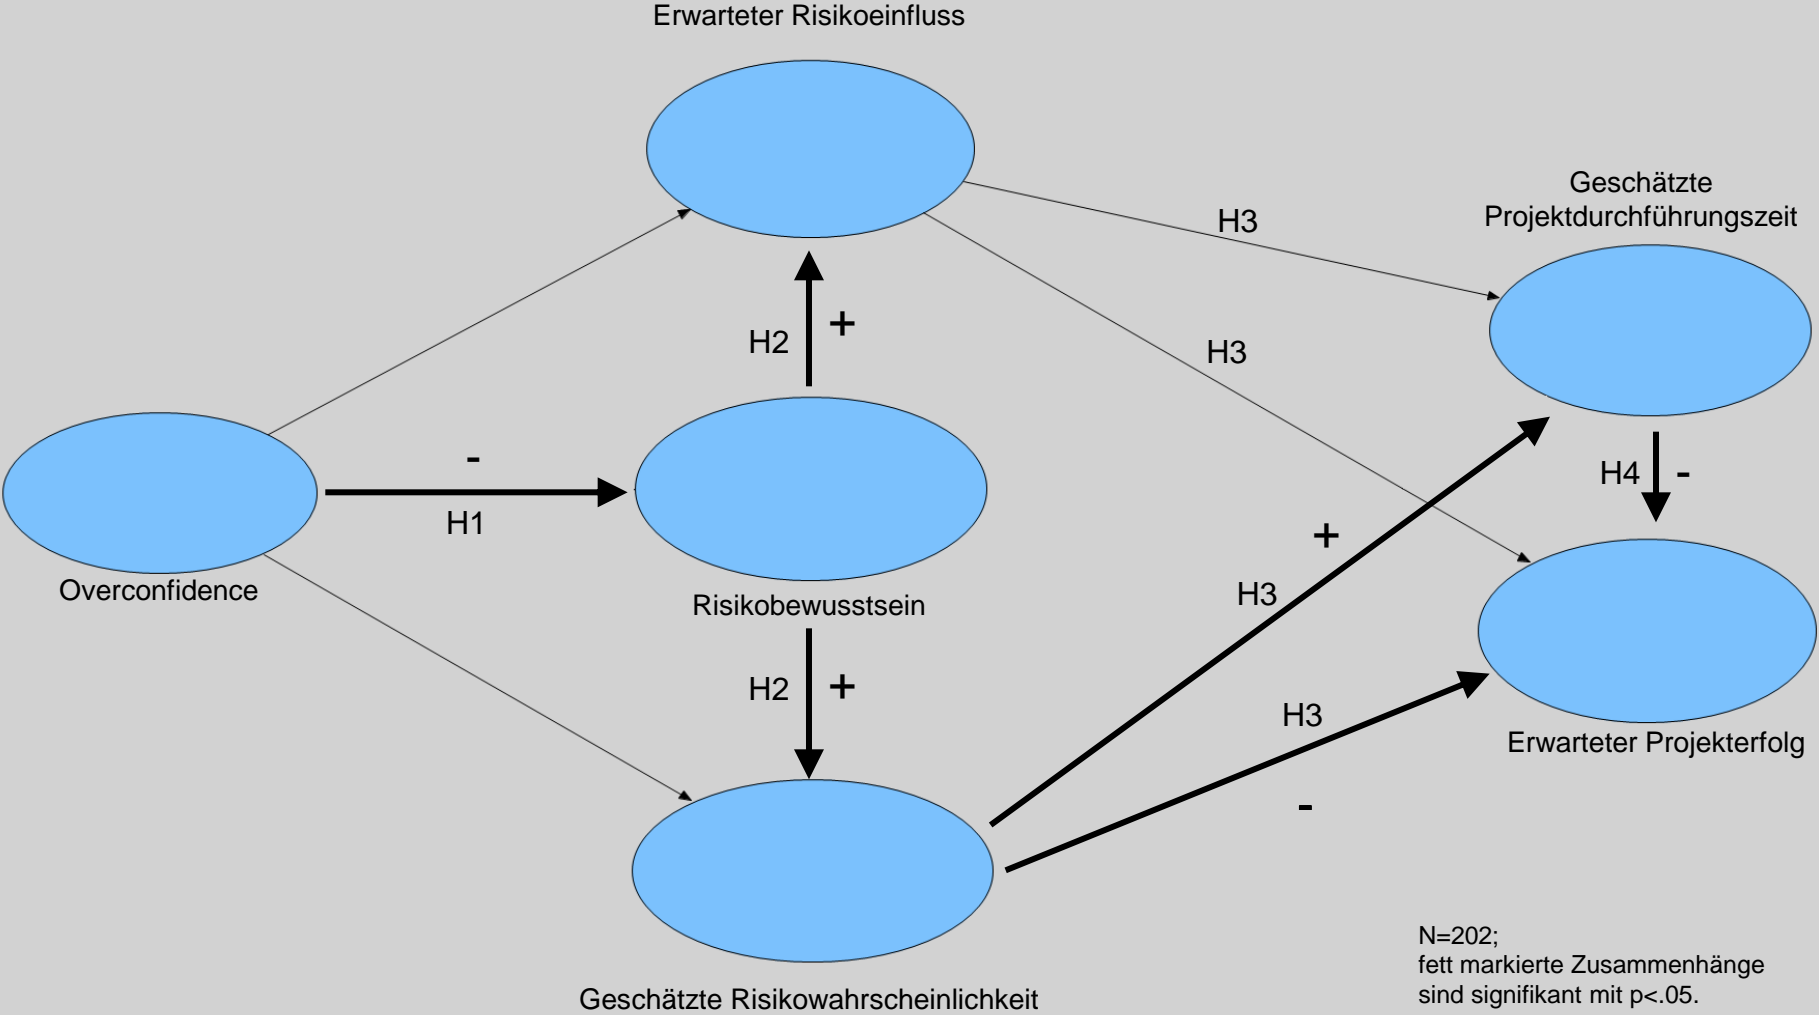 Erwarteter Risikoeinfluss
Geschätzte
Projektdurchführungszeit
H3
H2 +
H3
-
H4 -
H1
+
Overconfidence
H3
Risikobewusstsein
H2 +
H3
Erwarteter Projekterfolg
-
N=202;
fett markierte Zusammenhänge
sind signifikant mit p<.05.
Geschätzte Risikowahrscheinlichkeit